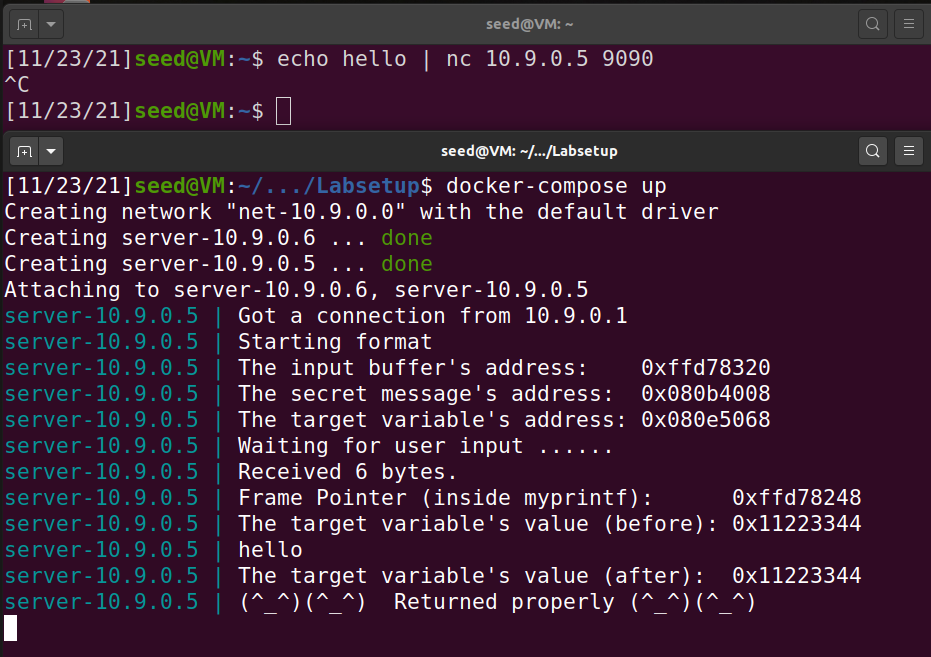 seed@VM: ~
[11/23/21]seed@VM:~$ echo hello | nc 10.9.0.5 9090
^C
[11/23/21]seed@VM:~$
seed@VM: ~/.../Labsetup
[11/23/21]seed@VM:~/.../Labsetup$ docker-compose up
Creating network "net-10.9.0.0" with the default driver
Creating server-10.9.0.6 ... done
Creating server-10.9.0.5 ... done
Attaching to server-10.9.0.6, server-10.9.0.5
server-10.9.0.5 | Got a connection from 10.9.0.1
server-10.9.0.5 | Starting format
server-10.9.0.5 | The input buffer's address:    0xffd78320
server-10.9.0.5 | The secret message's address:  0x080b4008
server-10.9.0.5 | The target variable's address: 0x080e5068
server-10.9.0.5 | Waiting for user input ......
server-10.9.0.5 | Received 6 bytes.
server-10.9.0.5 | Frame Pointer (inside myprintf):      0xffd78248
server-10.9.0.5 | The target variable's value (before): 0x11223344
server-10.9.0.5 | hello
server-10.9.0.5 | The target variable's value (after):  0x11223344
server-10.9.0.5 | (^_^)(^_^)  Returned properly (^_^)(^_^)